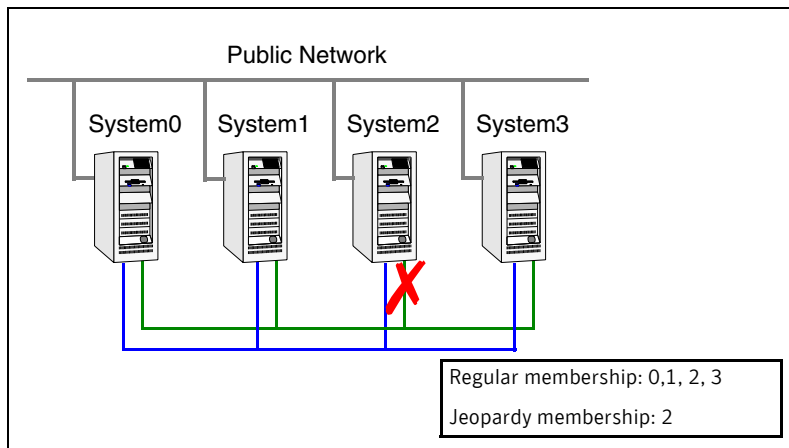 Public Network
System0 System1 System2 System3
Regular membership: 0,1, 2, 3
Jeopardy membership: 2